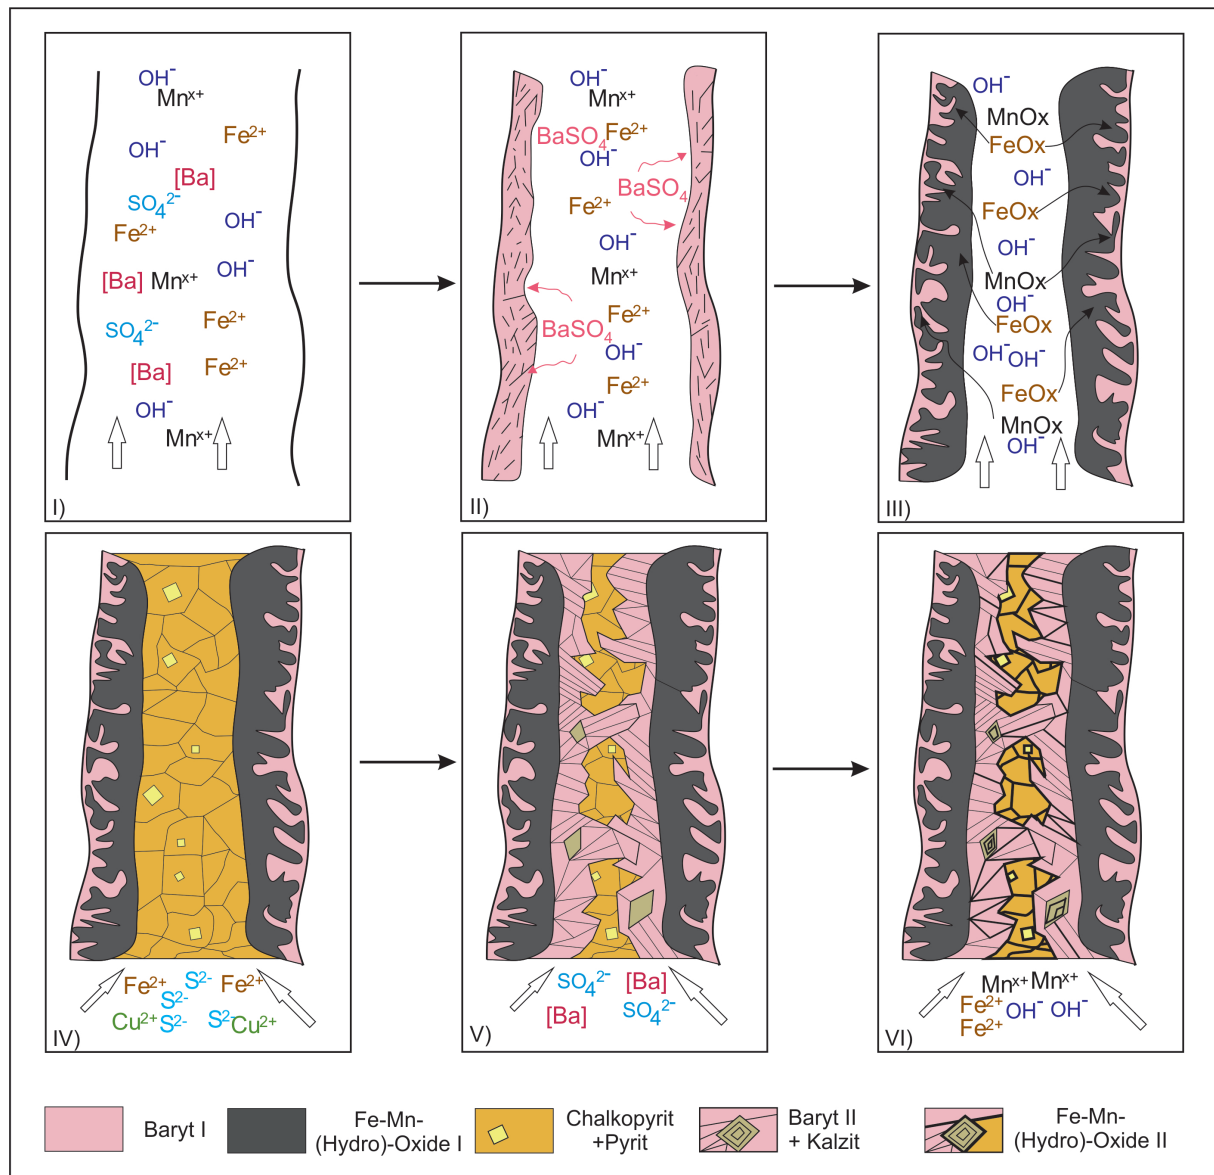 OH⁻
Mnˣ⁺
Fe²⁺
OH⁻
[Ba]
SO₄²⁻
OH⁻
Fe²⁺
OH⁻
[Ba] Mnˣ⁺
Fe²⁺
SO₄²⁻
Fe²⁺
[Ba]
OH⁻
Mnˣ⁺
I)
OH⁻
Mnˣ⁺
BaSO₄ Fe²⁺
OH⁻
BaSO₄
Fe²⁺
OH⁻
Mnˣ⁺
Fe²⁺
BaSO₄
OH⁻
Fe²⁺
OH⁻
Mnˣ⁺
II)
OH⁻
MnOx
FeOx
OH⁻
FeOx
OH⁻
MnOx
OH⁻
FeOx
OH⁻ OH⁻
FeOx
MnOx
OH⁻
III)
Fe²⁺ S²⁻ Fe²⁺
S²⁻
Cu²⁺ S²⁻ S²⁻ Cu²⁺
IV)
SO₄²⁻ [Ba]
[Ba] SO₄²⁻
V)
Mnˣ⁺ Mnˣ⁺
Fe²⁺ OH⁻ OH⁻
Fe²⁺
VI)
Baryt I
Fe-Mn-
(Hydro)-Oxide I
Chalkopyrit
+Pyrit
Baryt II
+ Kalzit
Fe-Mn-
(Hydro)-Oxide II